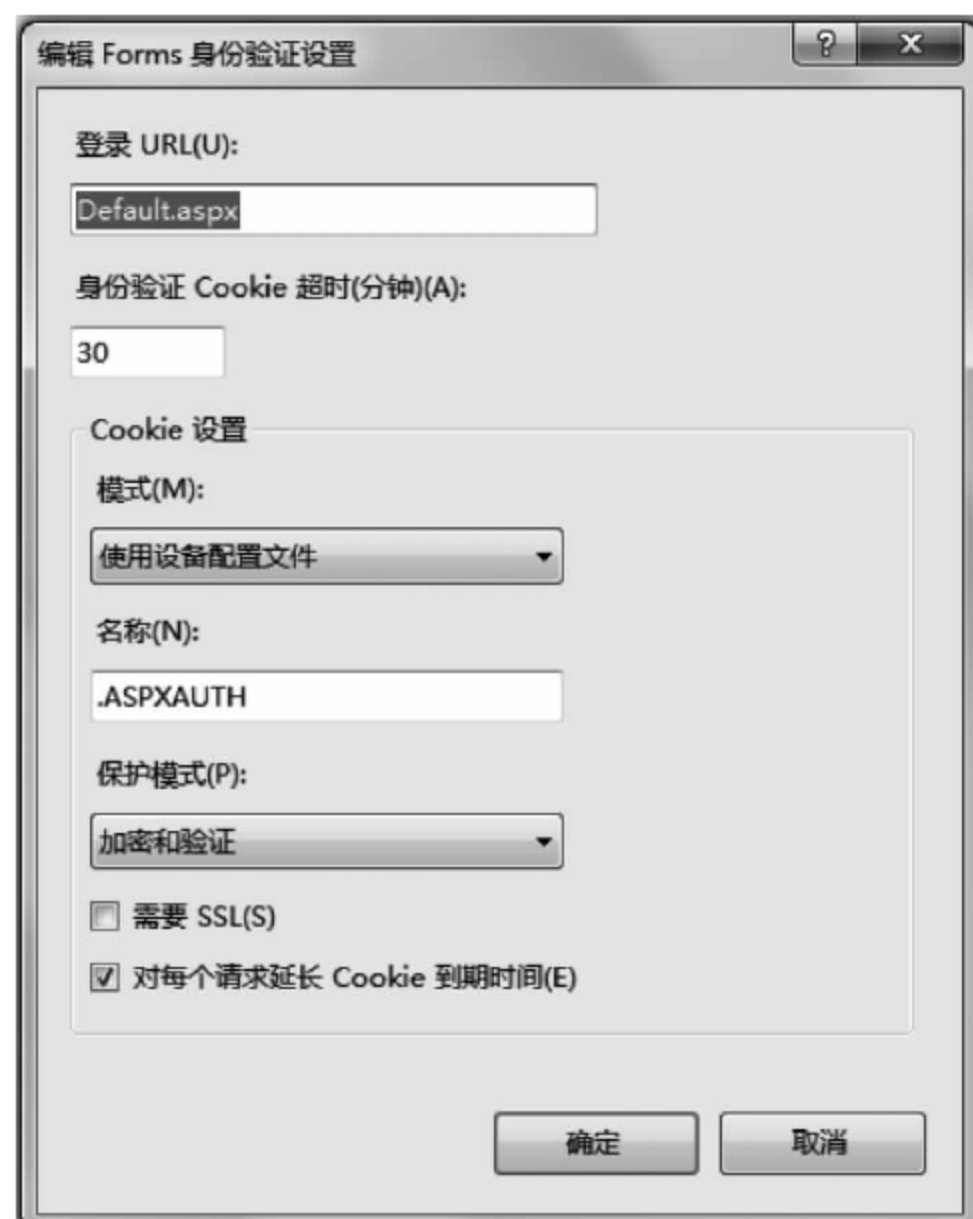 编辑 Forms 身份验证设置
登录 URL(U):
Default.aspx
身份验证 Cookie 超时(分钟)(A):
30
Cookie 设置
模式(M):
使用设备配置文件
名称(N):
.ASPXAUTH
保护模式(P):
加密和验证
需要 SSL(S)
对每个请求延长 Cookie 到期时间(E)
确定 取消